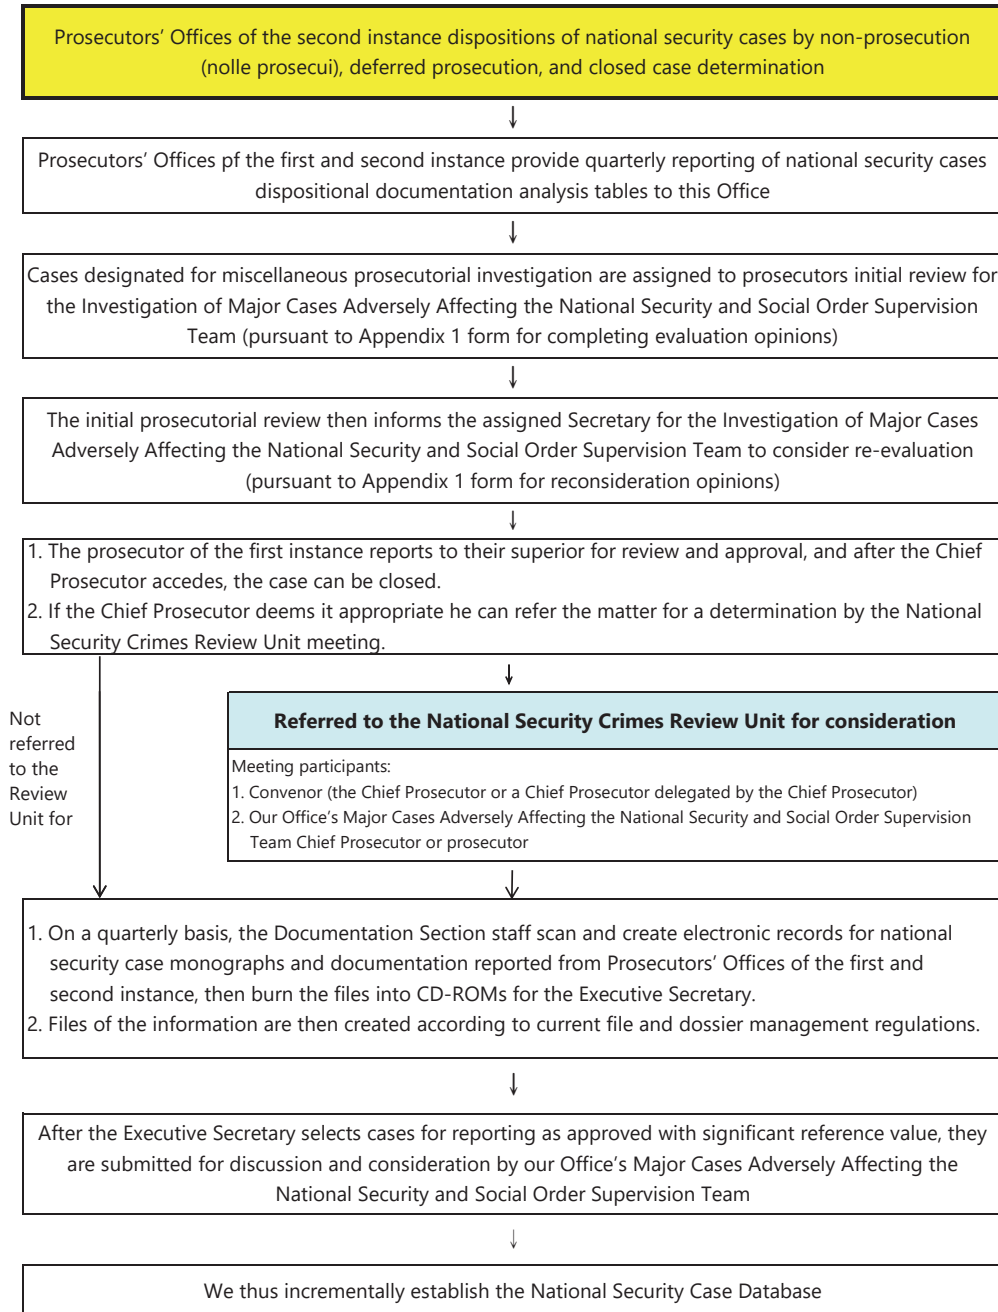 Prosecutors’ Offices of the second instance dispositions of national security cases by non-prosecution
(nolle prosecui), deferred prosecution, and closed case determination
↓
Prosecutors’ Offices pf the first and second instance provide quarterly reporting of national security cases
dispositional documentation analysis tables to this Office
↓
Cases designated for miscellaneous prosecutorial investigation are assigned to prosecutors initial review for
the Investigation of Major Cases Adversely Affecting the National Security and Social Order Supervision
Team (pursuant to Appendix 1 form for completing evaluation opinions)
↓
The initial prosecutorial review then informs the assigned Secretary for the Investigation of Major Cases
Adversely Affecting the National Security and Social Order Supervision Team to consider re-evaluation
(pursuant to Appendix 1 form for reconsideration opinions)
↓
1. The prosecutor of the first instance reports to their superior for review and approval, and after the Chief
Prosecutor accedes, the case can be closed.
2. If the Chief Prosecutor deems it appropriate he can refer the matter for a determination by the National
Security Crimes Review Unit meeting.
↓
Not
referred
to the
Review
Unit for
Referred to the National Security Crimes Review Unit for consideration
Meeting participants:
1. Convenor (the Chief Prosecutor or a Chief Prosecutor delegated by the Chief Prosecutor)
2. Our Office’s Major Cases Adversely Affecting the National Security and Social Order Supervision
Team Chief Prosecutor or prosecutor
↓
1. On a quarterly basis, the Documentation Section staff scan and create electronic records for national
security case monographs and documentation reported from Prosecutors’ Offices of the first and
second instance, then burn the files into CD-ROMs for the Executive Secretary.
2. Files of the information are then created according to current file and dossier management regulations.
↓
After the Executive Secretary selects cases for reporting as approved with significant reference value, they
are submitted for discussion and consideration by our Office’s Major Cases Adversely Affecting the
National Security and Social Order Supervision Team
↓
We thus incrementally establish the National Security Case Database